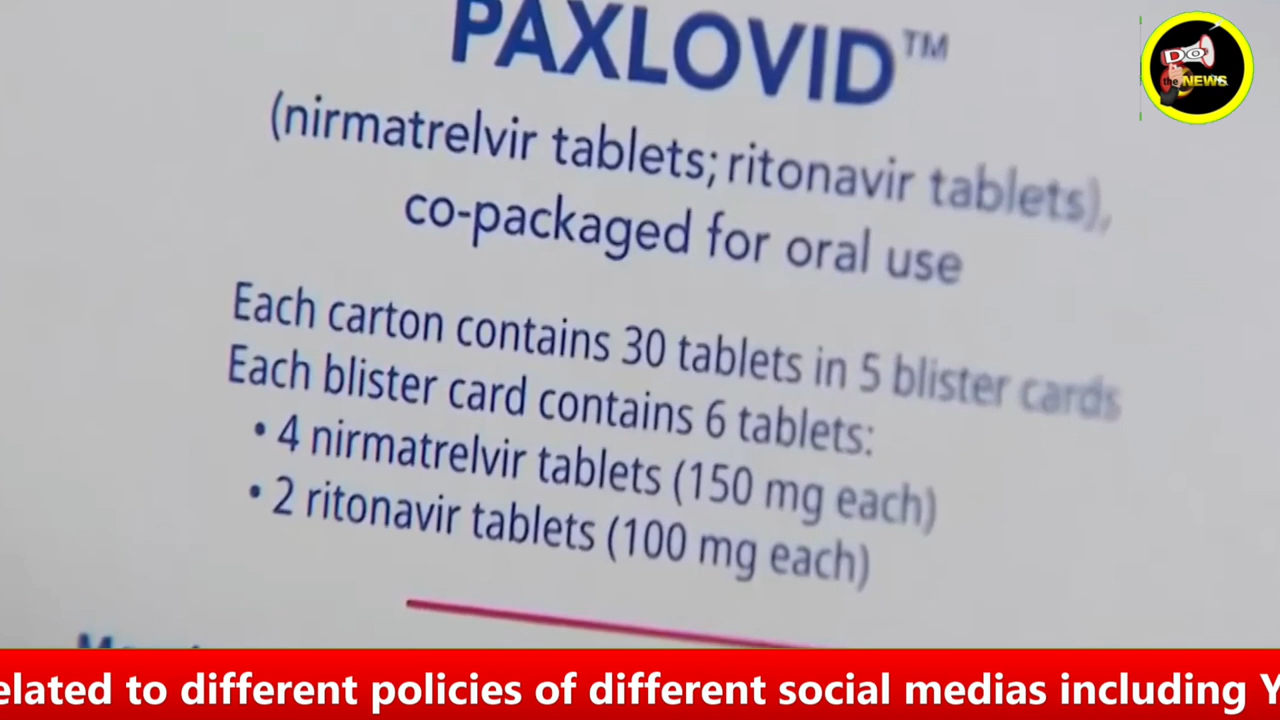 PAXLOVID™
(nirmatrelvir tablets; ritonavir tablets),
co-packaged for oral use
Each carton contains 30 tablets in 5 blister cards
Each blister card contains 6 tablets:
• 4 nirmatrelvir tablets (150 mg each)
• 2 ritonavir tablets (100 mg each)
DO
the NEWS
elated to different policies of different social medias including Y